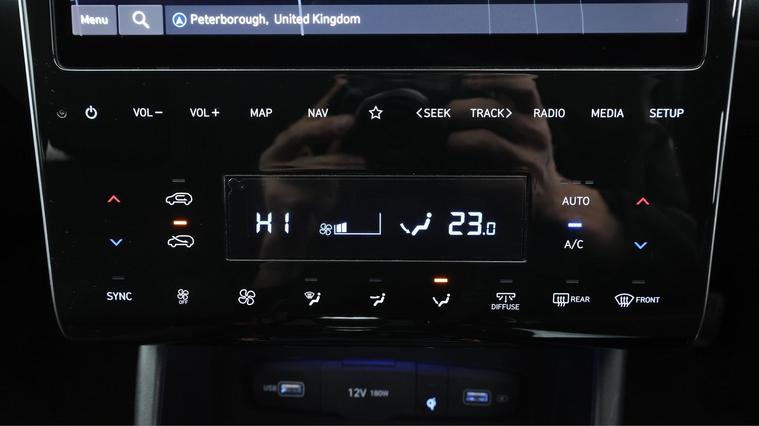 Menu Peterborough, United Kingdom
VOL− VOL+ MAP NAV <SEEK TRACK> RADIO MEDIA SETUP
AUTO
HI 23.0
A/C
SYNC OFF DIFFUSE REAR FRONT
USB 12V 180W